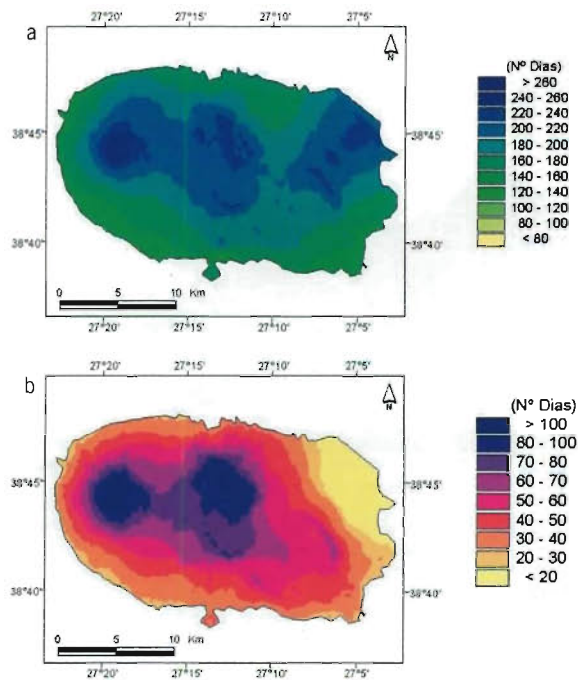 a
27°20'
27°15'
27°10'
27°5'
N
38°45'
38°40'
38°45'
38°40'
0
5
10
Km
27°20'
27°15'
27°10'
27°5'
(Nº Dias)
> 260
240 - 260
220 - 240
200 - 220
180 - 200
160 - 180
140 - 160
120 - 140
100 - 120
80 - 100
< 80
b
27°20'
27°15'
27°10'
27°5'
N
38°45'
38°40'
38°45'
38°40'
0
5
10
Km
27°20'
27°15'
27°10'
27°5'
(N° Dias)
> 100
80 - 100
70 - 80
60 - 70
50 - 60
40 - 50
30 - 40
20 - 30
< 20